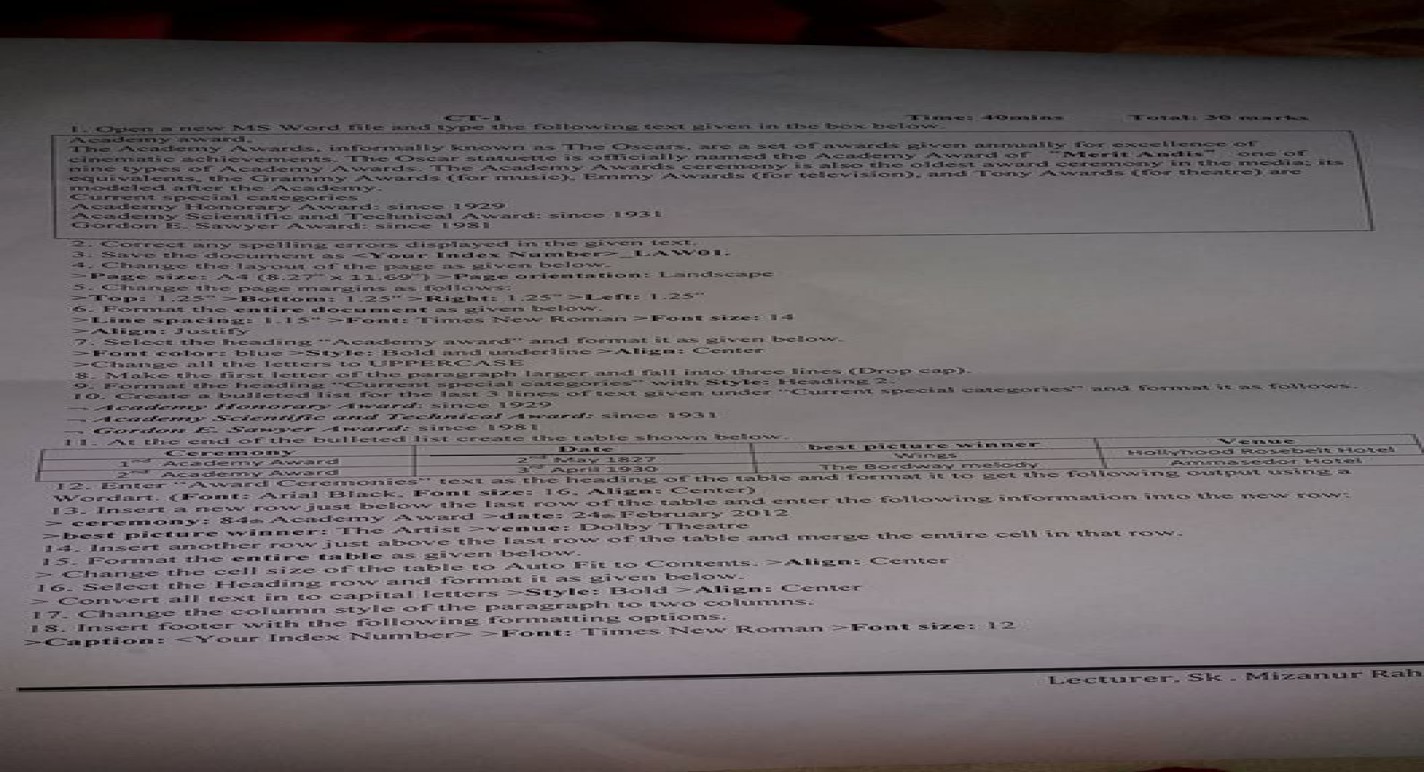 CT-1 Time: 40mins Total: 30 marks
1. Open a new MS Word file and type the following text given in the box below.
Academy award,
The Academy Awards, informally known as The Oscars, are a set of awards given annually for excellence of
cinematic achievements. The Oscar statuette is officially named the Academy Award of "Merit Andis" - one of
nine types of Academy Awards. The Academy Awards ceremony is also the oldest award ceremony in the media; its
equivalents, the Grammy Awards (for music), Emmy Awards (for television), and Tony Awards (for theatre) are
modeled after the Academy.
Current special categories
Academy Honorary Award: since 1929
Academy Scientific and Technical Award: since 1931
Gordon E. Sawyer Award: since 1981
2. Correct any spelling errors displayed in the given text.
3. Save the document as <Your Index Number>_LAW01.
4. Change the layout of the page as given below.
>Page size: A4 (8.27" x 11.69") >Page orientation: Landscape
5. Change the page margins as follows:
>Top: 1.25" >Bottom: 1.25" >Right: 1.25" >Left: 1.25"
6. Format the entire document as given below.
>Line spacing: 1.15" >Font: Times New Roman >Font size: 14
>Align: Justify
7. Select the heading "Academy award" and format it as given below.
>Font color: blue >Style: Bold and underline >Align: Center
>Change all the letters to UPPERCASE
8. Make the first letter of the paragraph larger and fall into three lines (Drop cap).
9. Format the heading "Current special categories" with Style: Heading 2.
10. Create a bulleted list for the last 3 lines of text given under "Current special categories" and format it as follows.
¬ Academy Honorary Award: since 1929
¬ Academy Scientific and Technical Award: since 1931
¬ Gordon E. Sawyer Award: since 1981
11. At the end of the bulleted list create the table shown below.
Ceremony Date best picture winner Venue
1nd Academy Award 2nd May 1827 Wings Hollyhood Rosebelt Hotel
2nd Academy Award 3rd April 1930 The Bordway melody Ammasedor Hotel
12. Enter "Award Ceremonies" text as the heading of the table and format it to get the following output using a
Wordart. (Font: Arial Black, Font size: 16, Align: Center)
13. Insert a new row just below the last row of the table and enter the following information into the new row:
> ceremony: 84th Academy Award >date: 24th February 2012
>best picture winner: The Artist >venue: Dolby Theatre
14. Insert another row just above the last row of the table and merge the entire cell in that row.
15. Format the entire table as given below.
> Change the cell size of the table to Auto Fit to Contents. >Align: Center
16. Select the Heading row and format it as given below.
> Convert all text in to capital letters >Style: Bold >Align: Center
17. Change the column style of the paragraph to two columns.
18. Insert footer with the following formatting options.
>Caption: <Your Index Number> >Font: Times New Roman >Font size: 12
Lecturer. Sk . Mizanur Rah